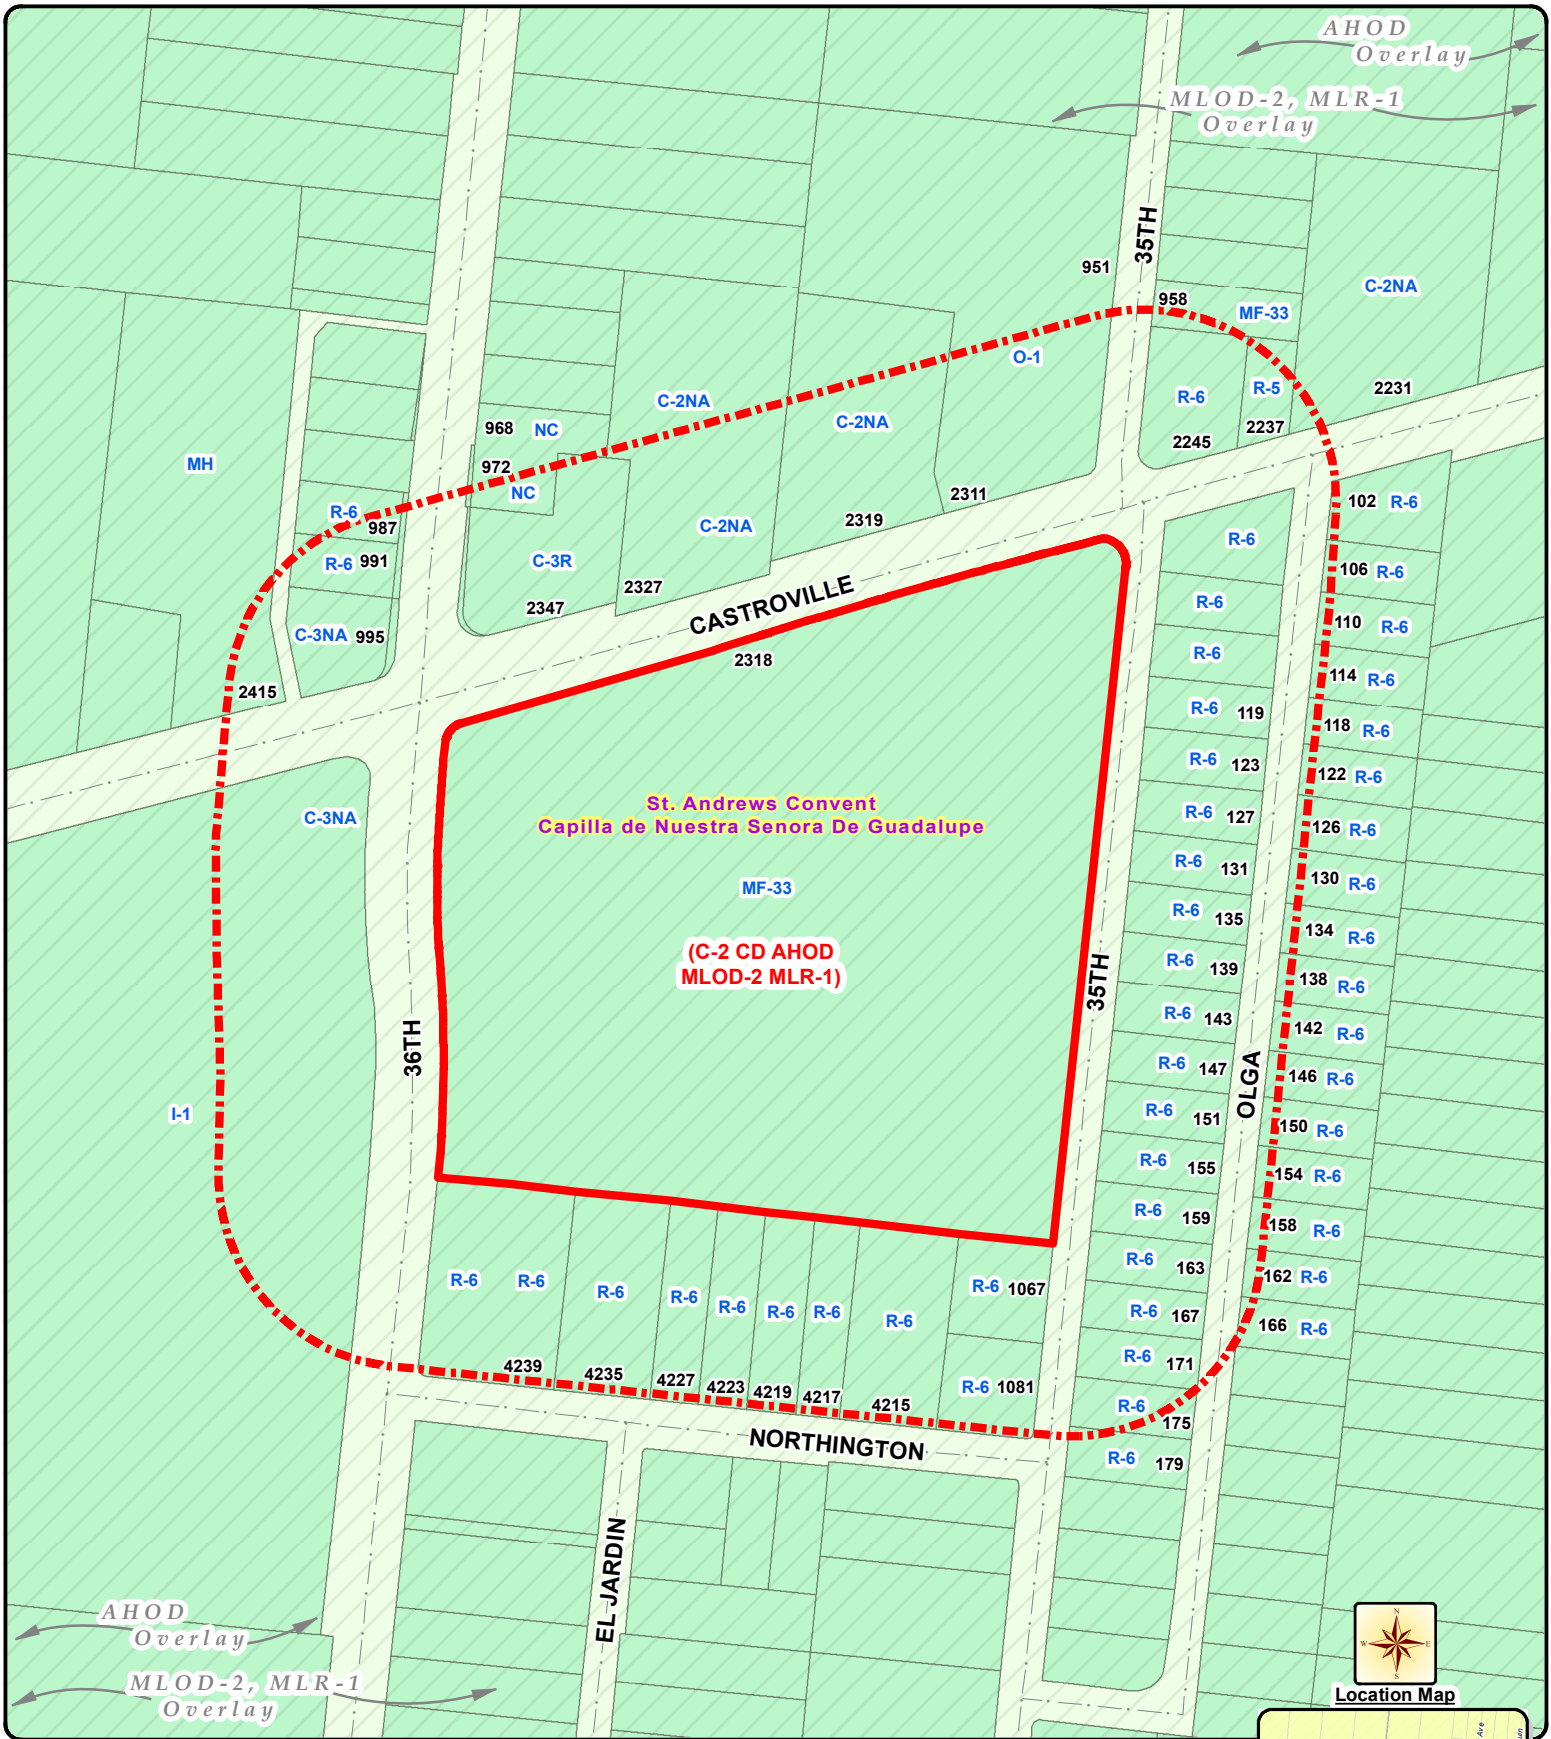 AHOD
Overlay
MLOD-2, MLR-1
Overlay
35TH
951
958
MF-33
C-2NA
O-1
R-6
R-5
2231
2245
2237
C-2NA
C-2NA
968
NC
972
NC
C-2NA
2311
2319
MH
R-6
987
R-6
991
C-3R
2327
2347
C-3NA
995
2415
CASTROVILLE
2318
C-3NA
St. Andrews Convent
Capilla de Nuestra Senora De Guadalupe
MF-33
(C-2 CD AHOD
MLOD-2 MLR-1)
36TH
35TH
OLGA
I-1
R-6
R-6
R-6
R-6 119
R-6 123
R-6 127
R-6 131
R-6 135
R-6 139
R-6 143
R-6 147
R-6 151
R-6 155
R-6 159
R-6 163
R-6 167
R-6 171
R-6 175
R-6 179
102 R-6
106 R-6
110 R-6
114 R-6
118 R-6
122 R-6
126 R-6
130 R-6
134 R-6
138 R-6
142 R-6
146 R-6
150 R-6
154 R-6
158 R-6
162 R-6
166 R-6
R-6 R-6 R-6 R-6 R-6 R-6 R-6 R-6
R-6 1067
R-6 1081
4239 4235 4227 4223 4219 4217 4215
NORTHINGTON
EL JARDIN
AHOD
Overlay
MLOD-2, MLR-1
Overlay
N
W E
S
Location Map
Ave